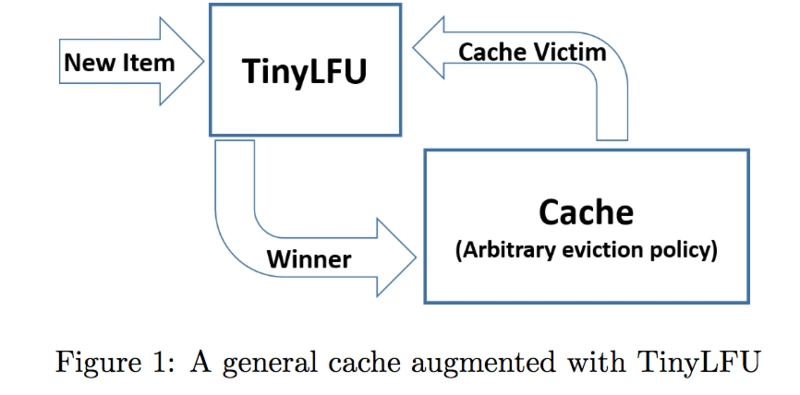 New Item
TinyLFU
Cache Victim
Winner
Cache
(Arbitrary eviction policy)
Figure 1: A general cache augmented with TinyLFU